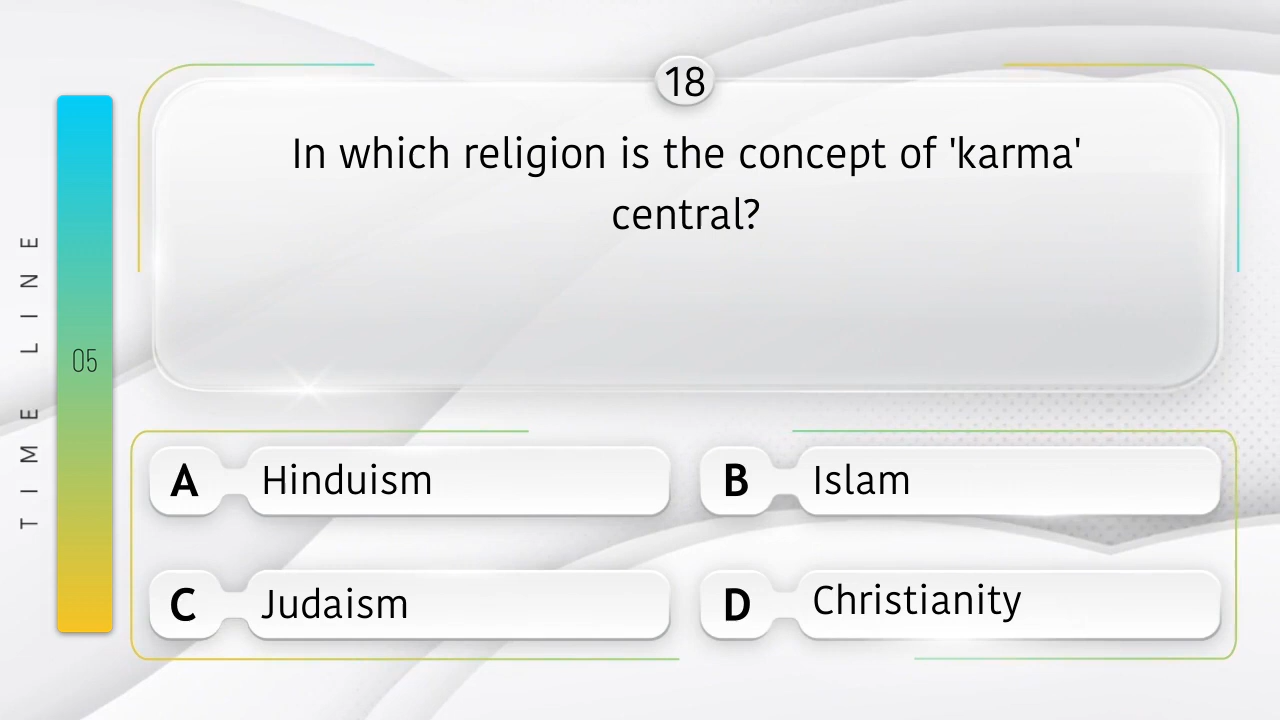 18
In which religion is the concept of 'karma'
central?
TIME LINE
05
A Hinduism
B Islam
C Judaism
D Christianity